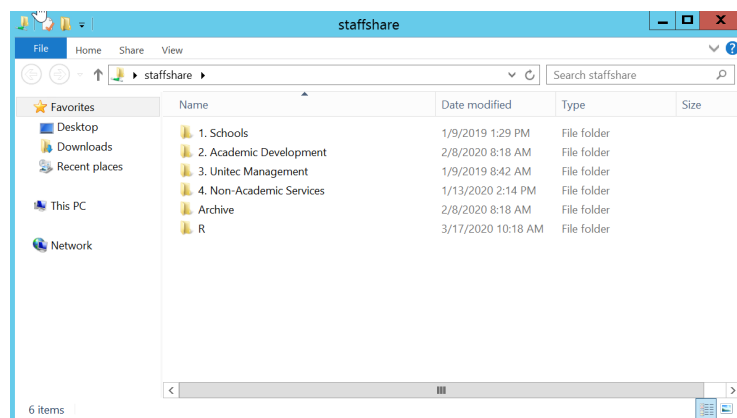 staffshare
File Home Share View
staffshare Search staffshare
Favorites
Desktop
Downloads
Recent places
This PC
Network
Name Date modified Type Size
1. Schools 1/9/2019 1:29 PM File folder
2. Academic Development 2/8/2020 8:18 AM File folder
3. Unitec Management 1/9/2019 8:42 AM File folder
4. Non-Academic Services 1/13/2020 2:14 PM File folder
Archive 2/8/2020 8:18 AM File folder
R 3/17/2020 10:18 AM File folder
6 items